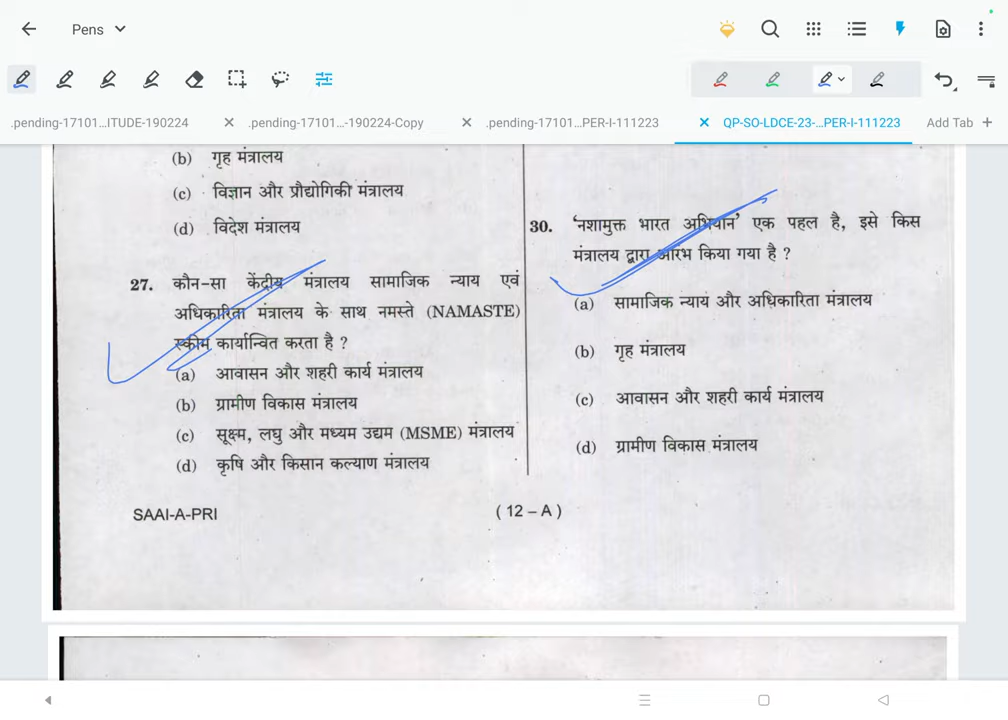 Pens
.pending-17101...ITUDE-190224
.pending-17101...-190224-Copy
.pending-17101...PER-I-111223
QP-SO-LDCE-23-...PER-I-111223
Add Tab
(b) गृह मंत्रालय
(c) विज्ञान और प्रौद्योगिकी मंत्रालय
(d) विदेश मंत्रालय
27. कौन-सा केंद्रीय मंत्रालय सामाजिक न्याय एवं
अधिकारिता मंत्रालय के साथ नमस्ते (NAMASTE)
स्कीम कार्यान्वित करता है ?
(a) आवासन और शहरी कार्य मंत्रालय
(b) ग्रामीण विकास मंत्रालय
(c) सूक्ष्म, लघु और मध्यम उद्यम (MSME) मंत्रालय
(d) कृषि और किसान कल्याण मंत्रालय
30. 'नशामुक्त भारत अभियान' एक पहल है, इसे किस
मंत्रालय द्वारा आरंभ किया गया है ?
(a) सामाजिक न्याय और अधिकारिता मंत्रालय
(b) गृह मंत्रालय
(c) आवासन और शहरी कार्य मंत्रालय
(d) ग्रामीण विकास मंत्रालय
SAAI-A-PRI
( 12 – A )